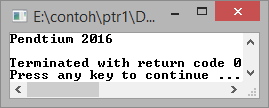 E:\contoh\ptr1\D...
Pendtium 2016
Terminated with return code 0
Press any key to continue ...